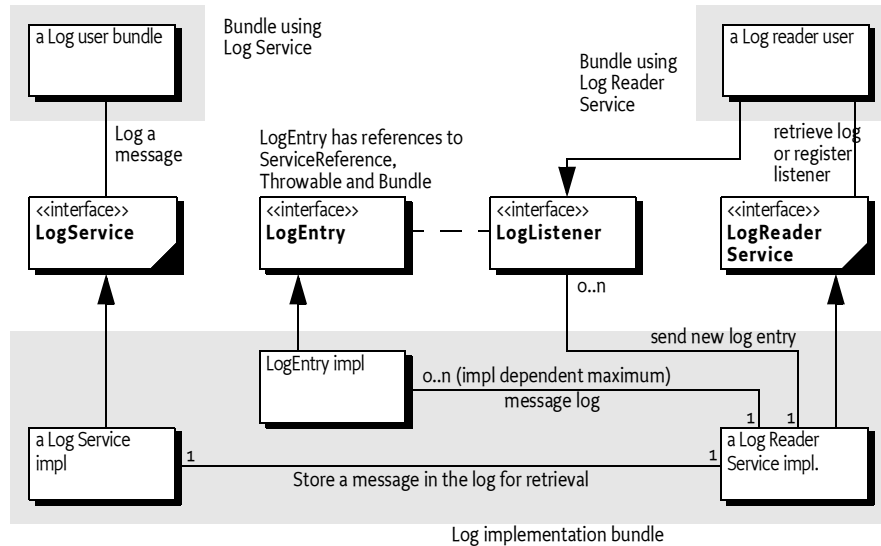 a Log user bundle
Bundle using
Log Service
a Log reader user
Bundle using
Log Reader
Service
Log a
message
LogEntry has references to
ServiceReference,
Throwable and Bundle
retrieve log
or register
listener
<<interface>>
LogService
<<interface>>
LogEntry
<<interface>>
LogListener
<<interface>>
LogReader
Service
0..n
send new log entry
LogEntry impl
0..n (impl dependent maximum)
message log
1
1
a Log Service
impl
1
1
a Log Reader
Service impl.
Store a message in the log for retrieval
Log implementation bundle